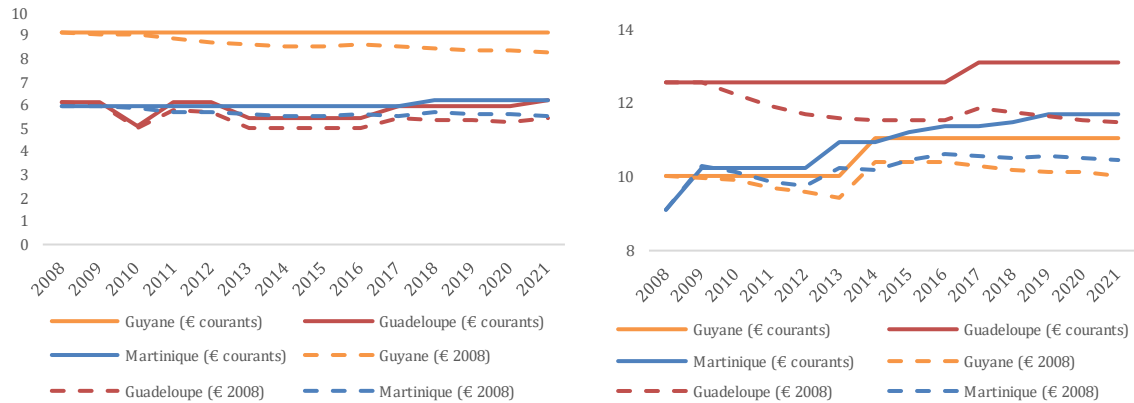 10
9
8
7
6
5
4
3
2
1
0
2008 2009 2010 2011 2012 2013 2014 2015 2016 2017 2018 2019 2020 2021
Guyane (€ courants) Guadeloupe (€ courants)
Martinique (€ courants) Guyane (€ 2008)
Guadeloupe (€ 2008) Martinique (€ 2008)
14
12
10
8
2008 2009 2010 2011 2012 2013 2014 2015 2016 2017 2018 2019 2020 2021
Guyane (€ courants) Guadeloupe (€ courants)
Martinique (€ courants) Guyane (€ 2008)
Guadeloupe (€ 2008) Martinique (€ 2008)